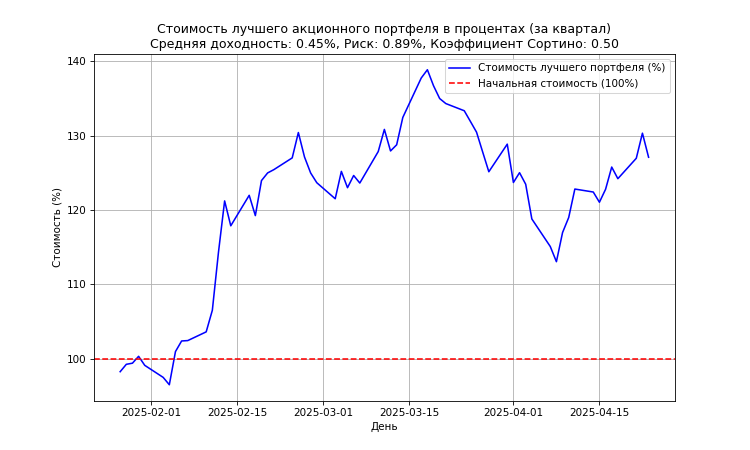 Стоимость лучшего акционного портфеля в процентах (за квартал)
Средняя доходность: 0.45%, Риск: 0.89%, Коэффициент Сортино: 0.50
Стоимость лучшего портфеля (%)
Начальная стоимость (100%)
Стоимость (%)
140
130
120
110
100
2025-02-01 2025-02-15 2025-03-01 2025-03-15 2025-04-01 2025-04-15
День